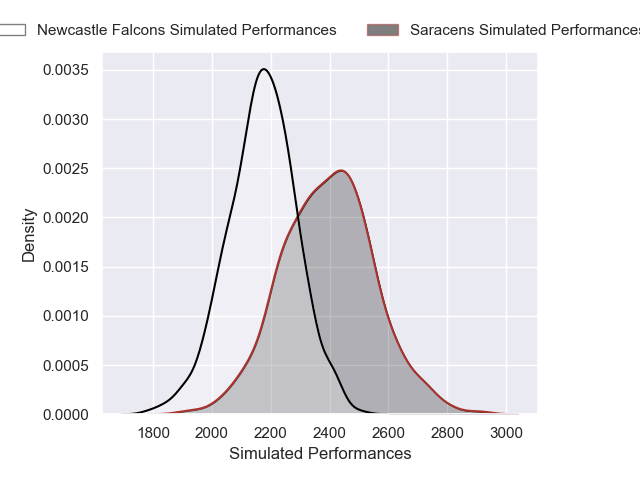 Newcastle Falcons Simulated Performances
Saracens Simulated Performances
0.0035
0.0030
0.0025
0.0020
0.0015
0.0010
0.0005
0.0000
Density
1800 2000 2200 2400 2600 2800 3000
Simulated Performances